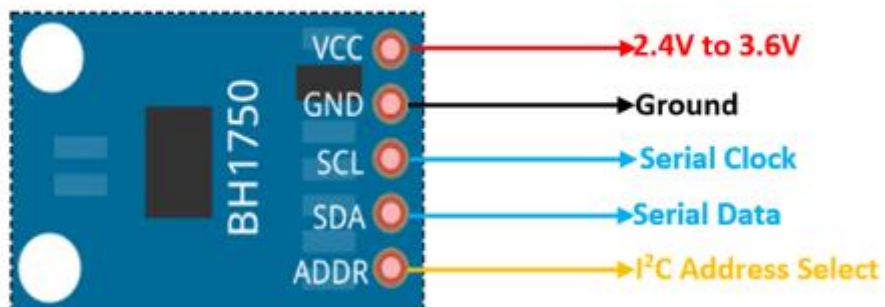 VCC 2.4V to 3.6V
GND Ground
SCL Serial Clock
SDA Serial Data
ADDR I²C Address Select
BH1750